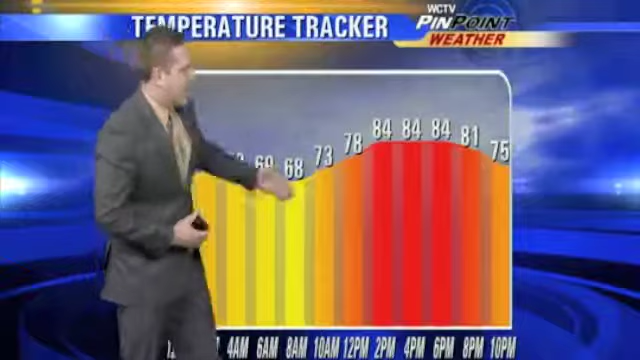 TEMPERATURE TRACKER
WCTV
PINPOINT
WEATHER
69 68 73 78 84 84 84 81 75
4AM 6AM 8AM 10AM 12PM 2PM 4PM 6PM 8PM 10PM